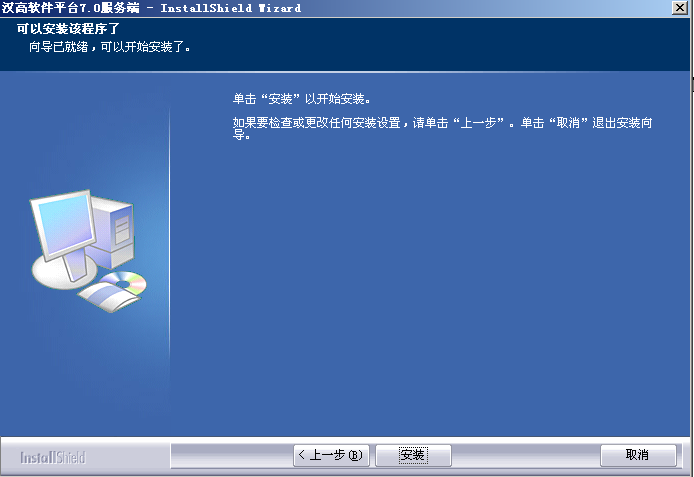 汉高软件平台7.0服务端 - InstallShield Wizard
可以安装该程序了
向导已就绪，可以开始安装了。
单击“安装”以开始安装。
如果要检查或更改任何安装设置，请单击“上一步”。单击“取消”退出安装向
导。
InstallShield
< 上一步(B)
安装
取消